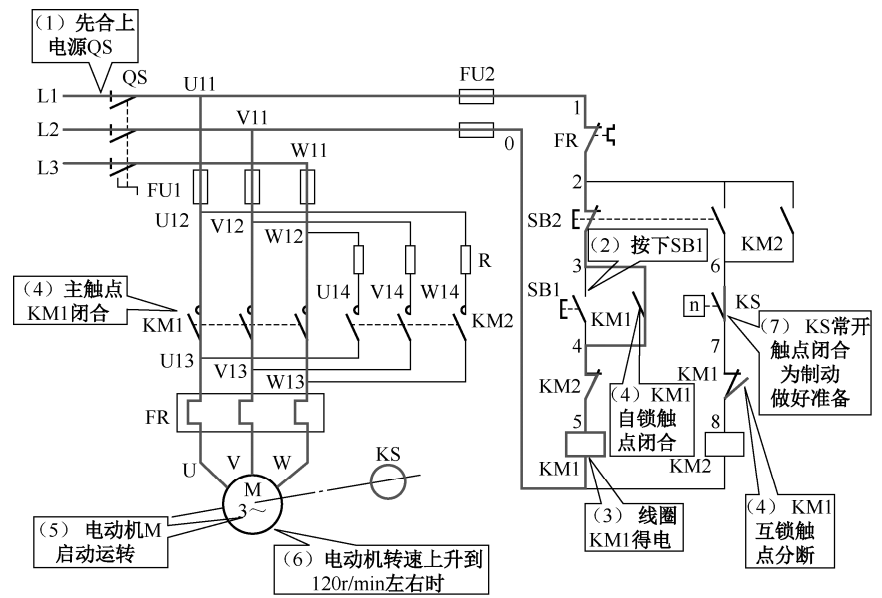 （1）先合上
电源QS
QS
U11
FU2
L1
1
V11
L2
0
FR
W11
L3
FU1
2
U12
V12
SB2
W12
KM2
（2）按下SB1
R
3
6
（4）主触点
KM1闭合
U14
V14
W14
SB1
n
KS
KM1
KM2
KM1
（7）KS常开
触点闭合
为制动
做好准备
U13
4
7
V13
W13
KM2
KM1
（4）KM1
自锁触
点闭合
FR
5
8
U
V
W
KS
KM1
KM2
M
3～
（3）线圈
KM1得电
（4）KM1
互锁触
点分断
（5）电动机M
启动运转
（6）电动机转速上升到
120r/min左右时